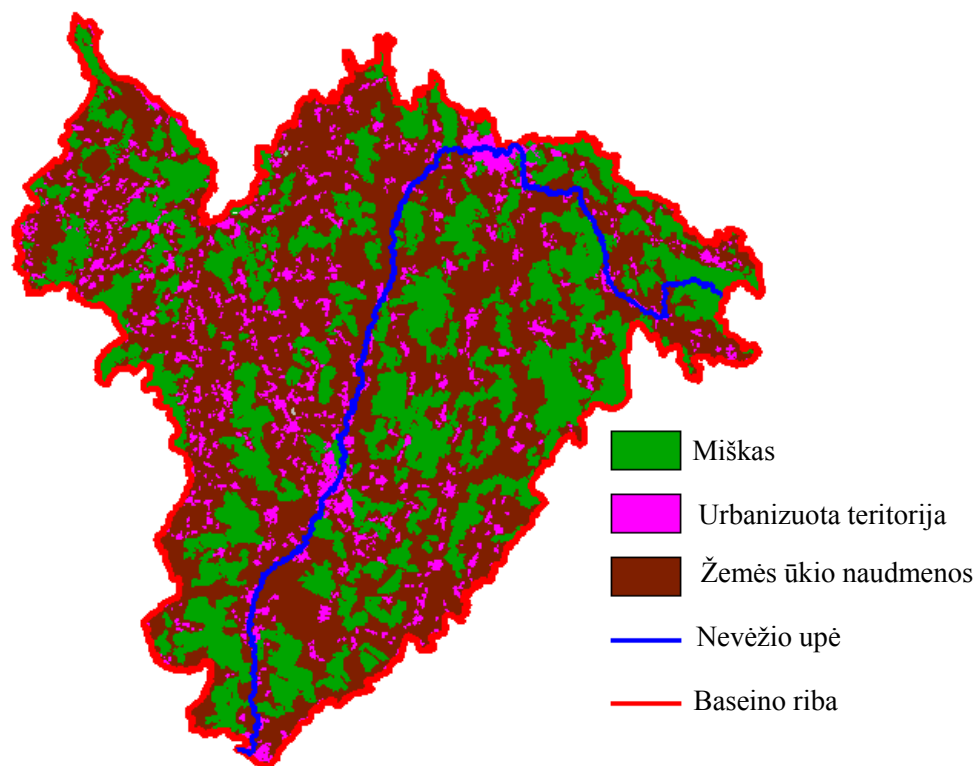 Miškas
Urbanizuota teritorija
Žemės ūkio naudmenos
Nevėžio upė
Baseino riba